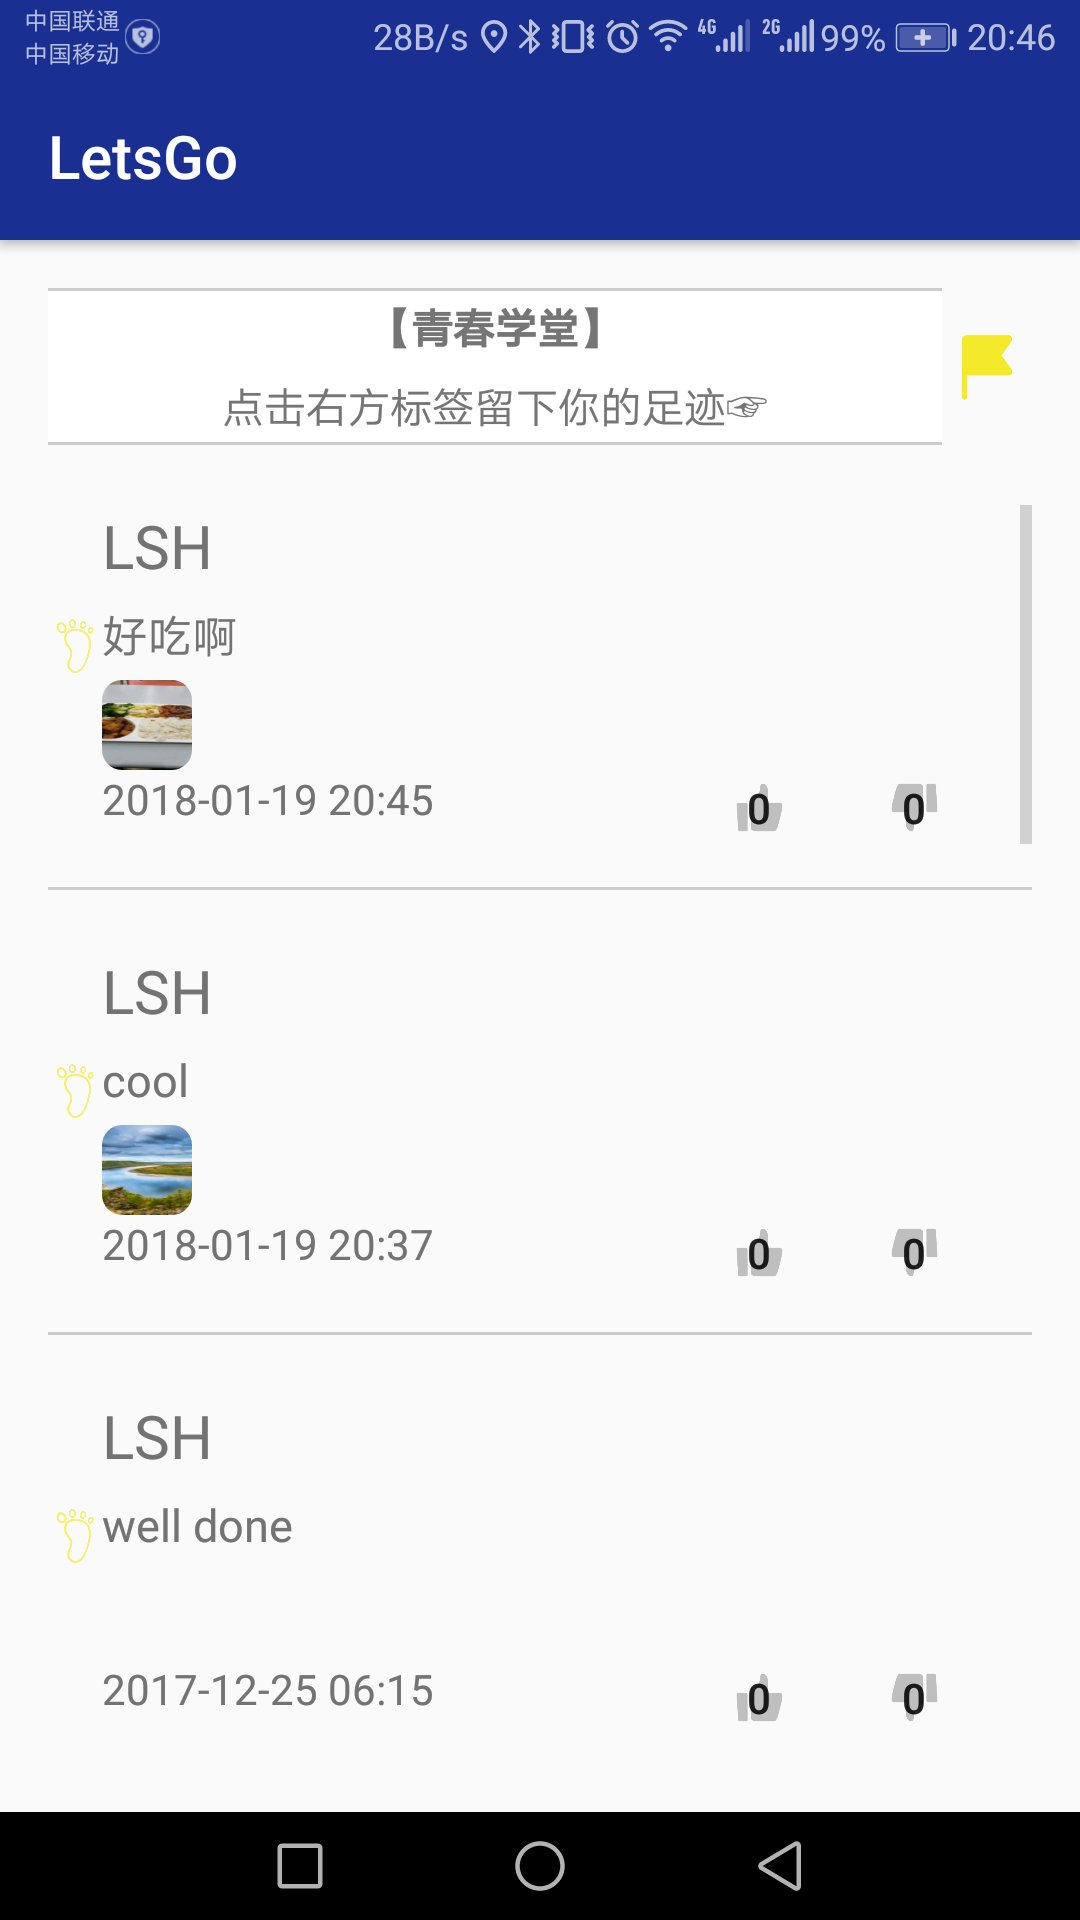 中国联通
中国移动
28B/s 4G 2G 99% 20:46
LetsGo
【青春学堂】
点击右方标签留下你的足迹☞
LSH
好吃啊
2018-01-19 20:45 0 0
LSH
cool
2018-01-19 20:37 0 0
LSH
well done
2017-12-25 06:15 0 0